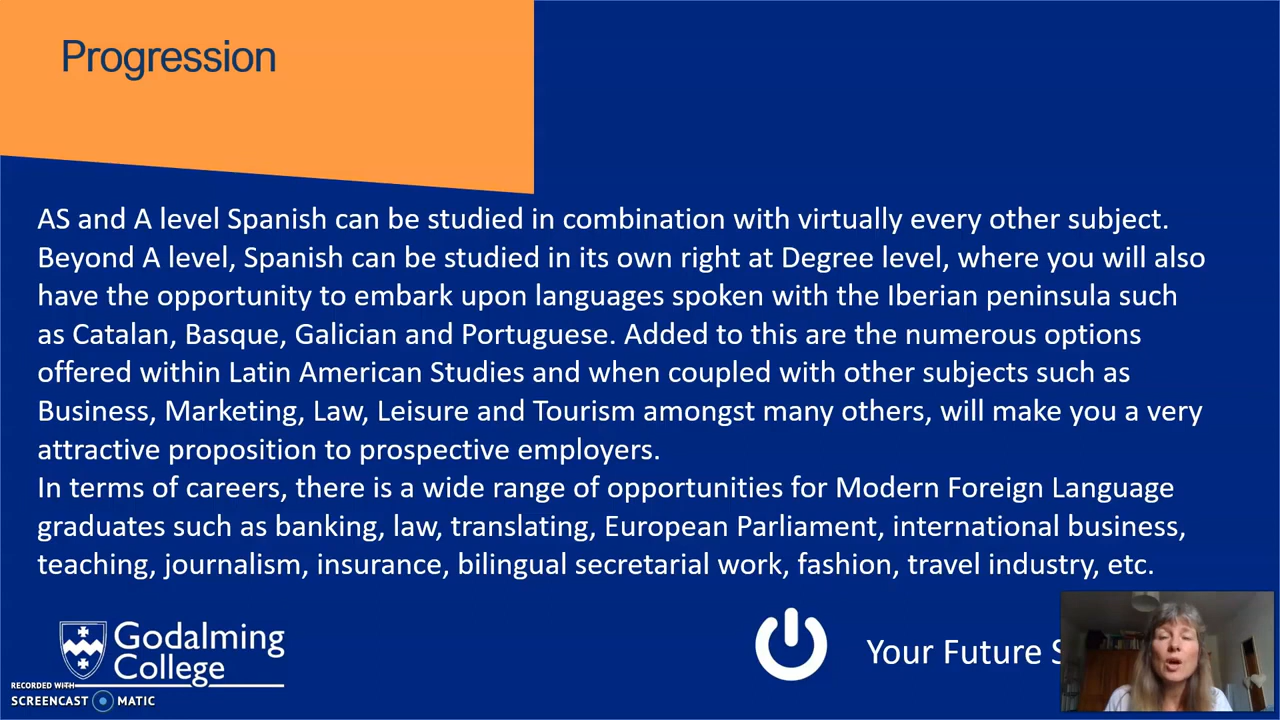 Progression
AS and A level Spanish can be studied in combination with virtually every other subject.
Beyond A level, Spanish can be studied in its own right at Degree level, where you will also
have the opportunity to embark upon languages spoken with the Iberian peninsula such
as Catalan, Basque, Galician and Portuguese. Added to this are the numerous options
offered within Latin American Studies and when coupled with other subjects such as
Business, Marketing, Law, Leisure and Tourism amongst many others, will make you a very
attractive proposition to prospective employers.
In terms of careers, there is a wide range of opportunities for Modern Foreign Language
graduates such as banking, law, translating, European Parliament, international business,
teaching, journalism, insurance, bilingual secretarial work, fashion, travel industry, etc.
Godalming
College
Your Future
RECORDED WITH
SCREENCAST MATIC